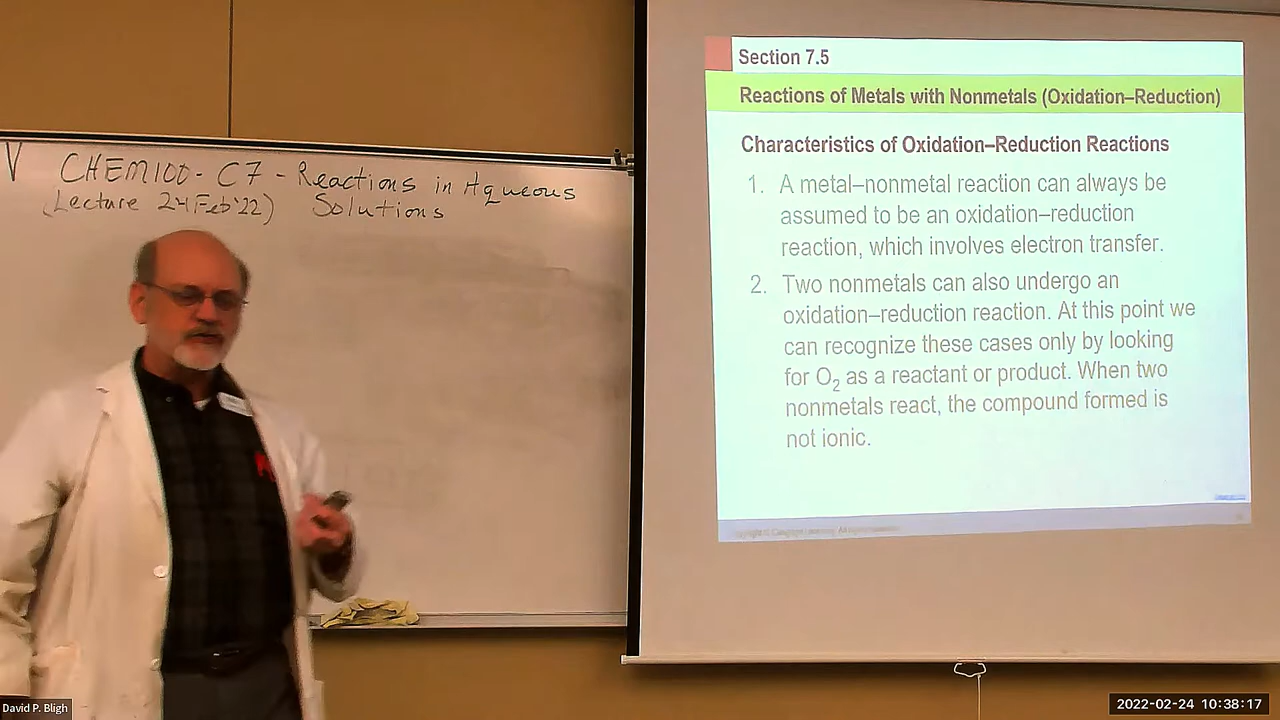 V CHEM100- C7 - Reactions in Aqueous
(Lecture 24 Feb'22) Solutions
Section 7.5
Reactions of Metals with Nonmetals (Oxidation–Reduction)
Characteristics of Oxidation–Reduction Reactions
1. A metal–nonmetal reaction can always be
assumed to be an oxidation–reduction
reaction, which involves electron transfer.
2. Two nonmetals can also undergo an
oxidation–reduction reaction. At this point we
can recognize these cases only by looking
for O₂ as a reactant or product. When two
nonmetals react, the compound formed is
not ionic.
David P. Bligh
2022-02-24 10:38:17